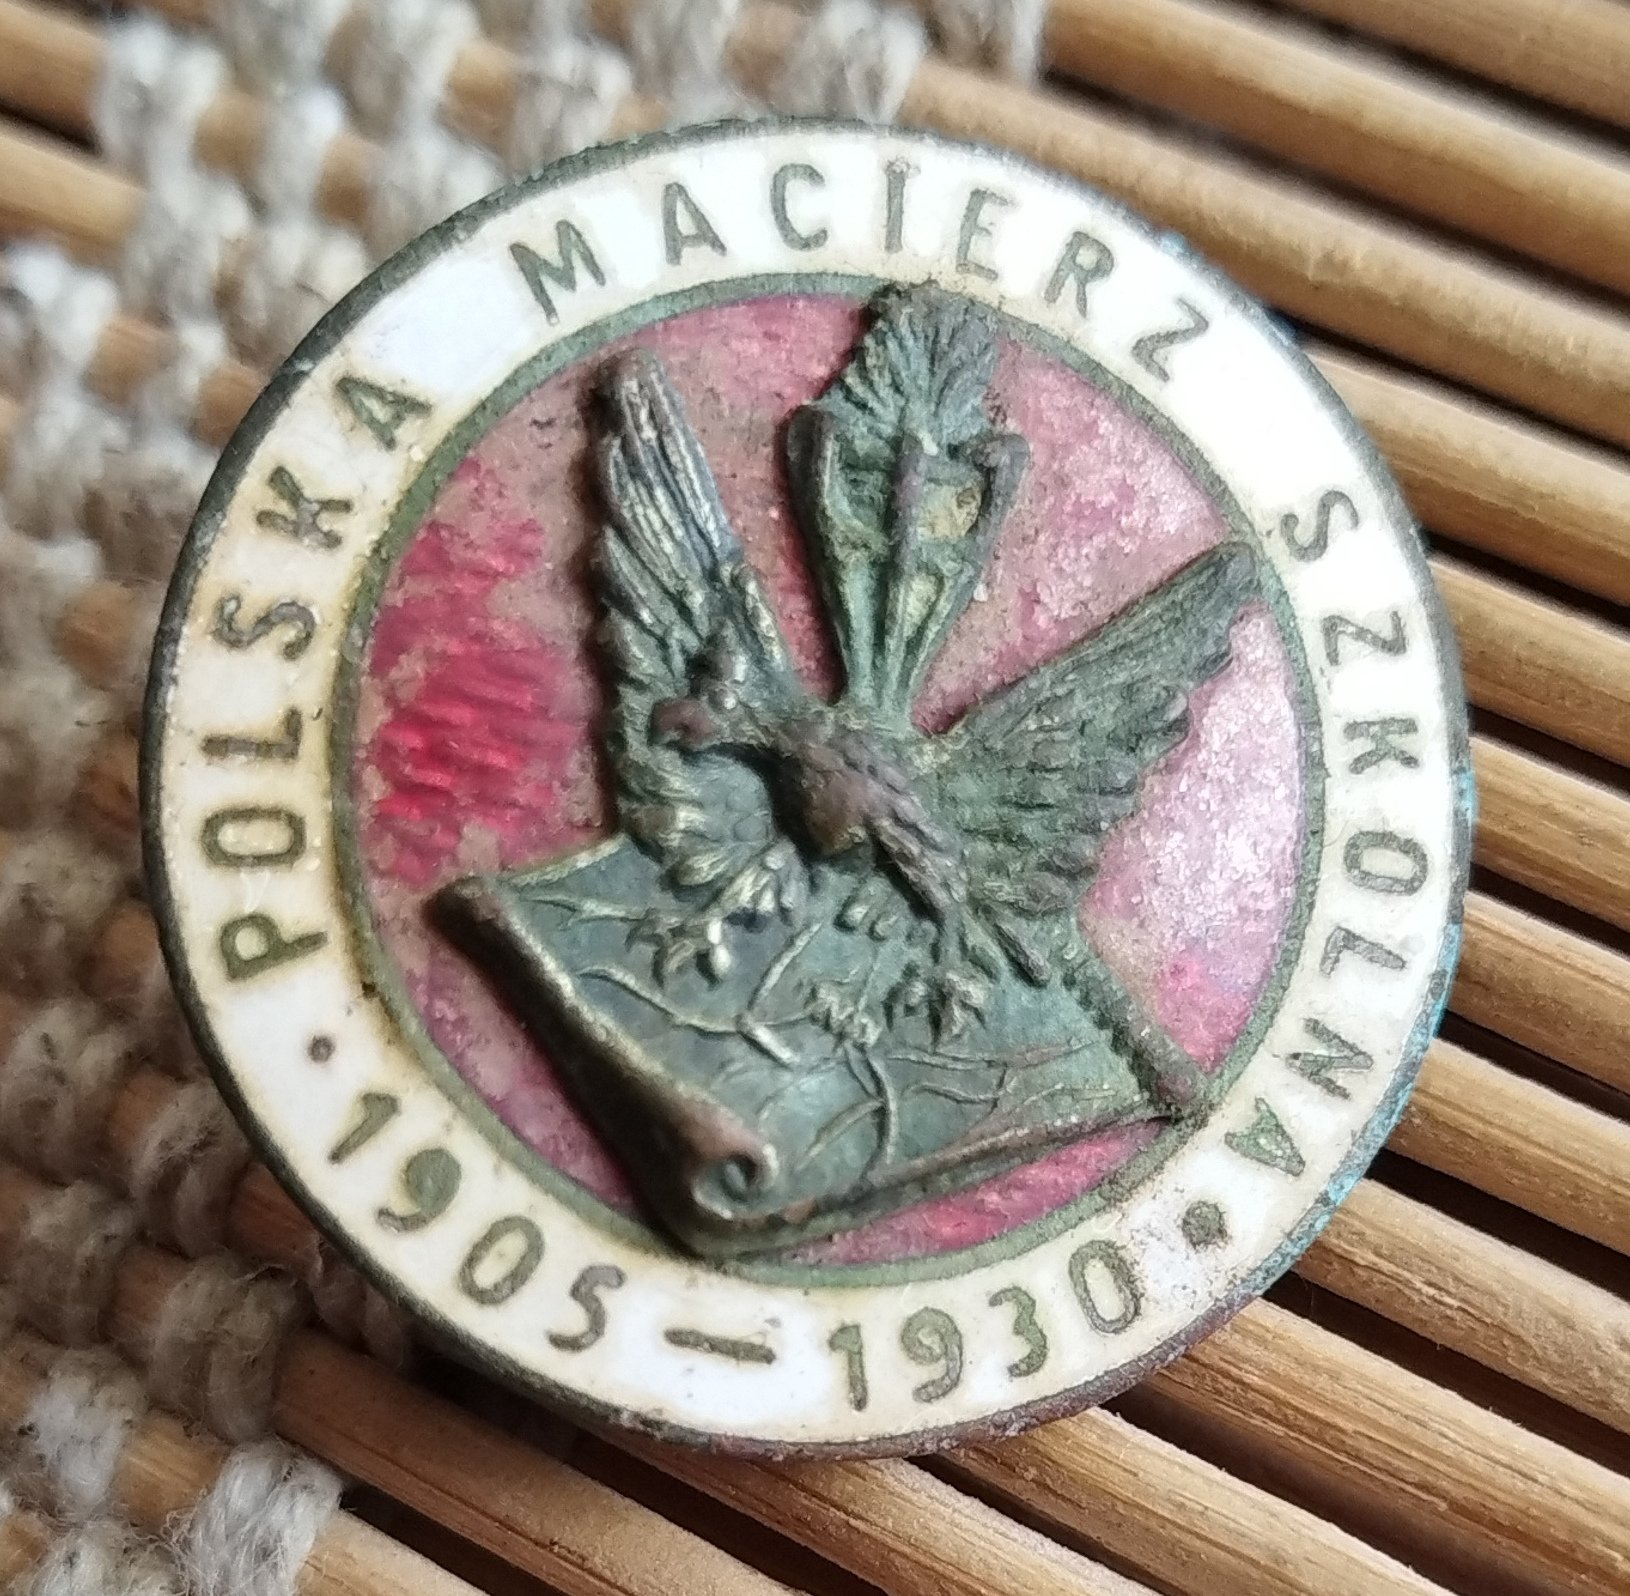 POLSKA MACIERZ SZKOLNA
1905 — 1930